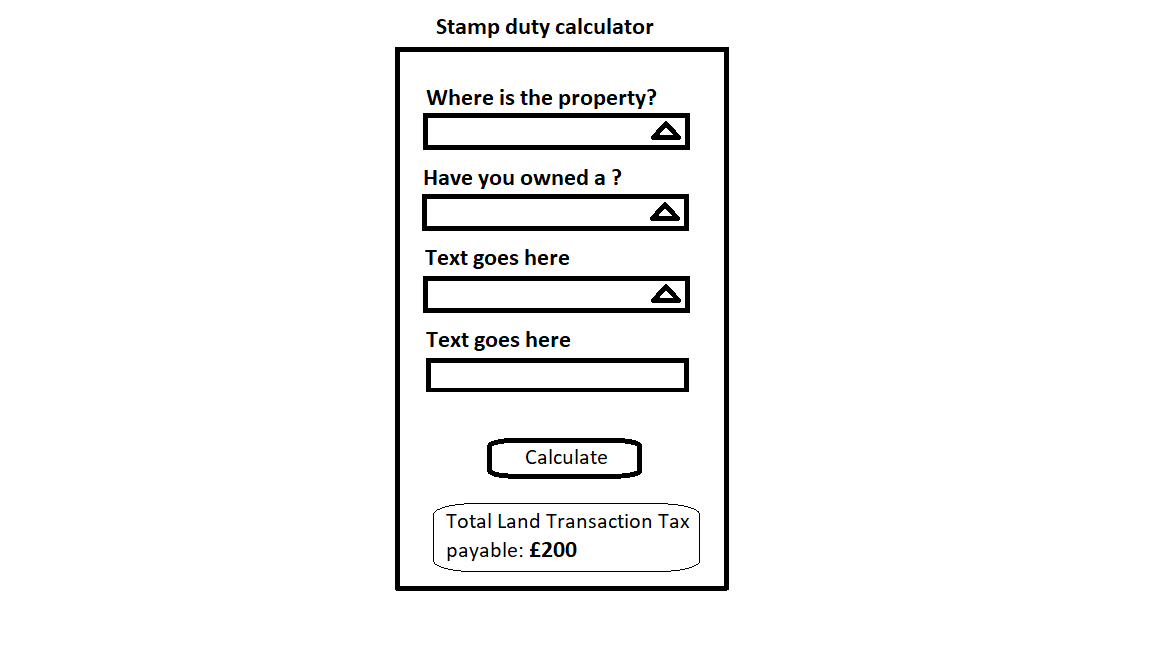 Stamp duty calculator
Where is the property?
Have you owned a ?
Text goes here
Text goes here
Calculate
Total Land Transaction Tax
payable: £200